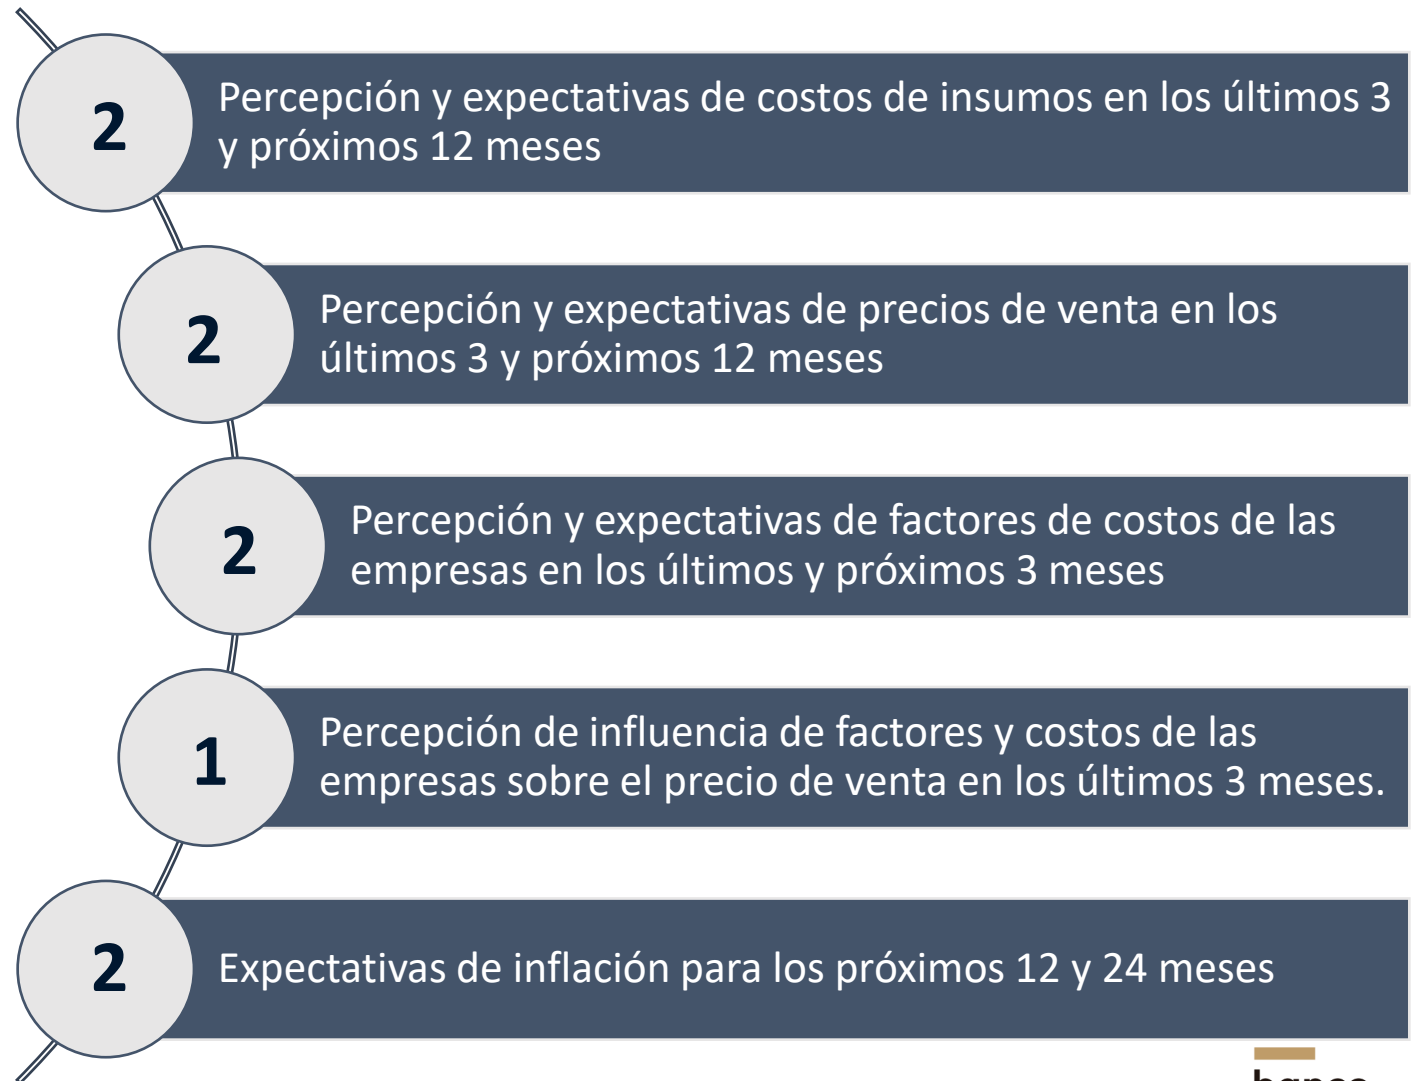 2
Percepción y expectativas de costos de insumos en los últimos 3
y próximos 12 meses
2
Percepción y expectativas de precios de venta en los
últimos 3 y próximos 12 meses
2
Percepción y expectativas de factores de costos de las
empresas en los últimos y próximos 3 meses
1
Percepción de influencia de factores y costos de las
empresas sobre el precio de venta en los últimos 3 meses.
2
Expectativas de inflación para los próximos 12 y 24 meses